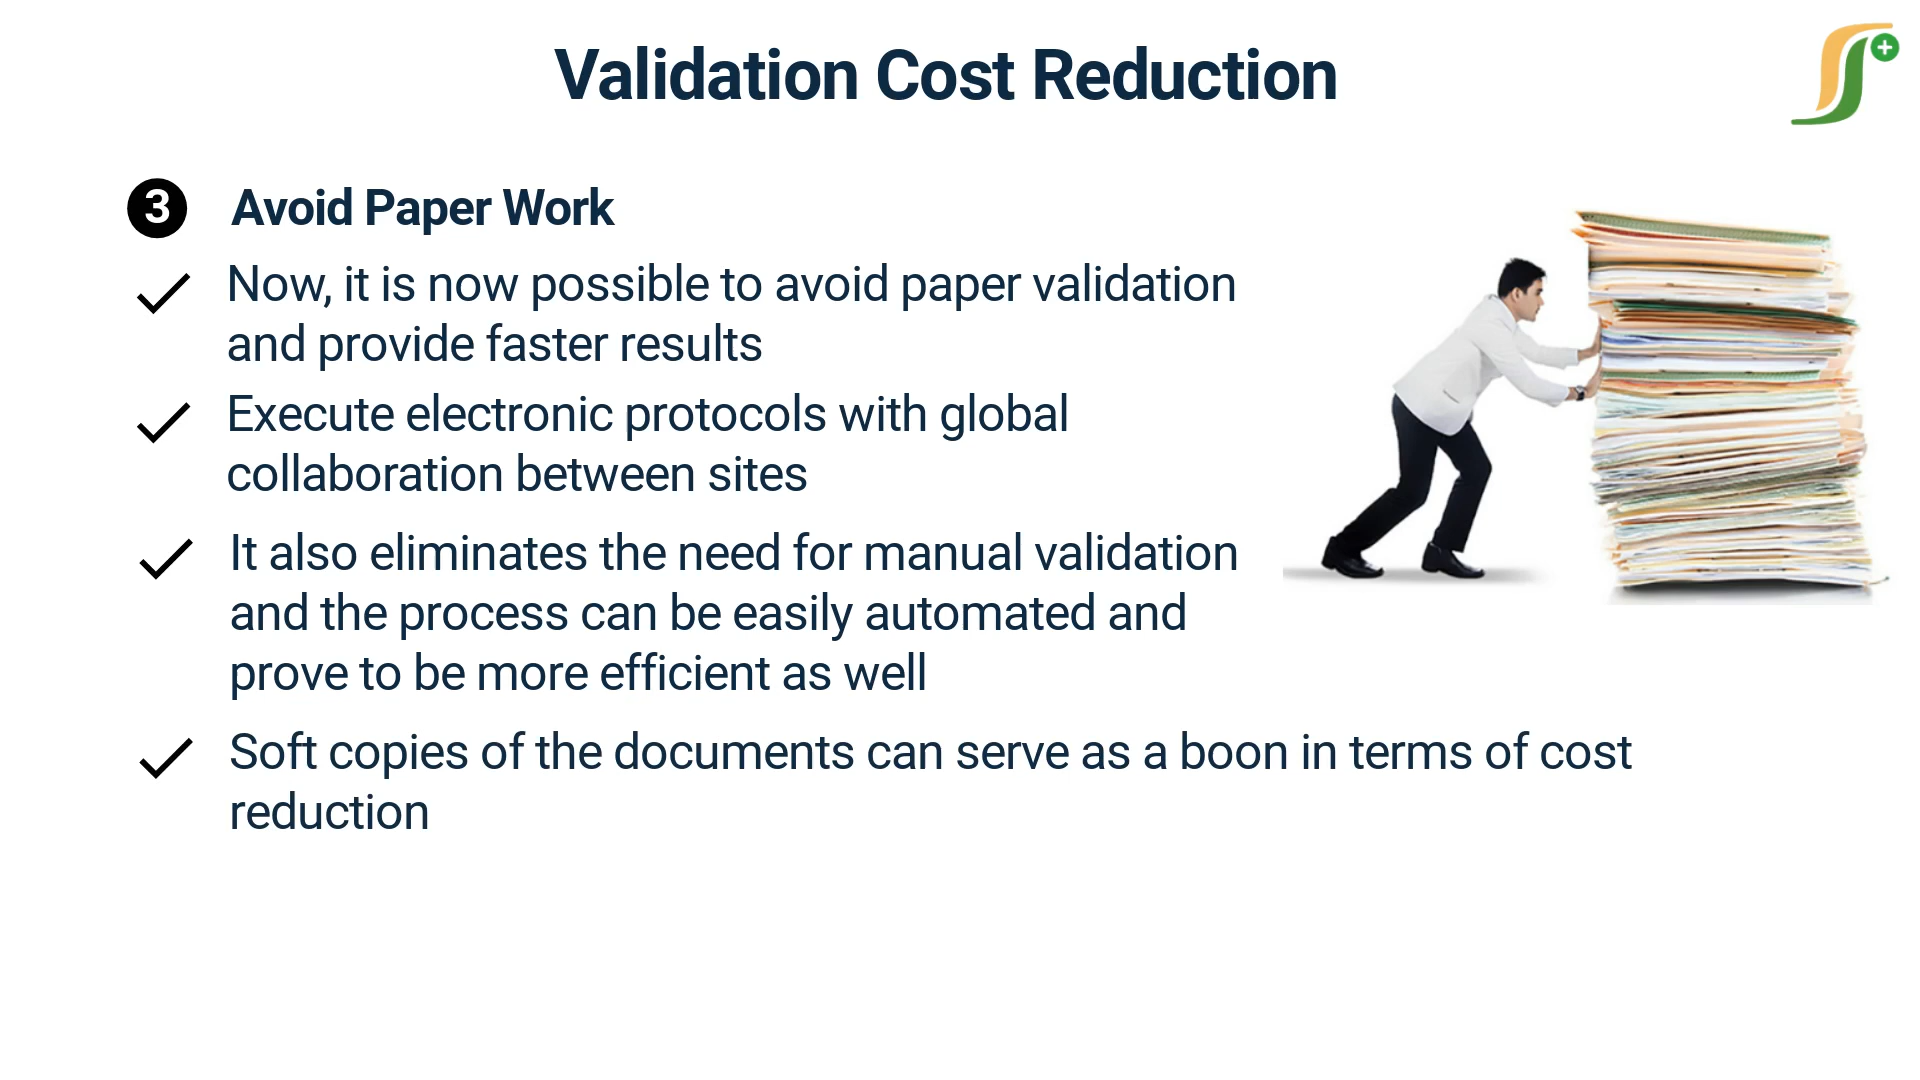 Validation Cost Reduction
3 Avoid Paper Work
Now, it is now possible to avoid paper validation
and provide faster results
Execute electronic protocols with global
collaboration between sites
It also eliminates the need for manual validation
and the process can be easily automated and
prove to be more efficient as well
Soft copies of the documents can serve as a boon in terms of cost
reduction